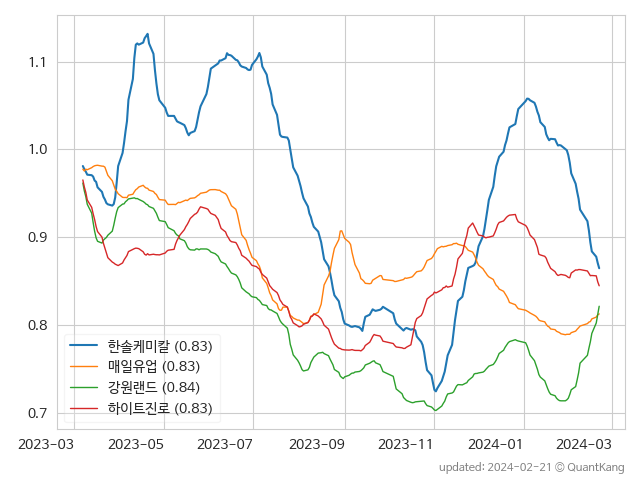 1.1
1.0
0.9
0.8
0.7
한솔케미칼 (0.83)
매일유업 (0.83)
강원랜드 (0.84)
하이트진로 (0.83)
2023-03 2023-05 2023-07 2023-09 2023-11 2024-01 2024-03
updated: 2024-02-21 © QuantKang